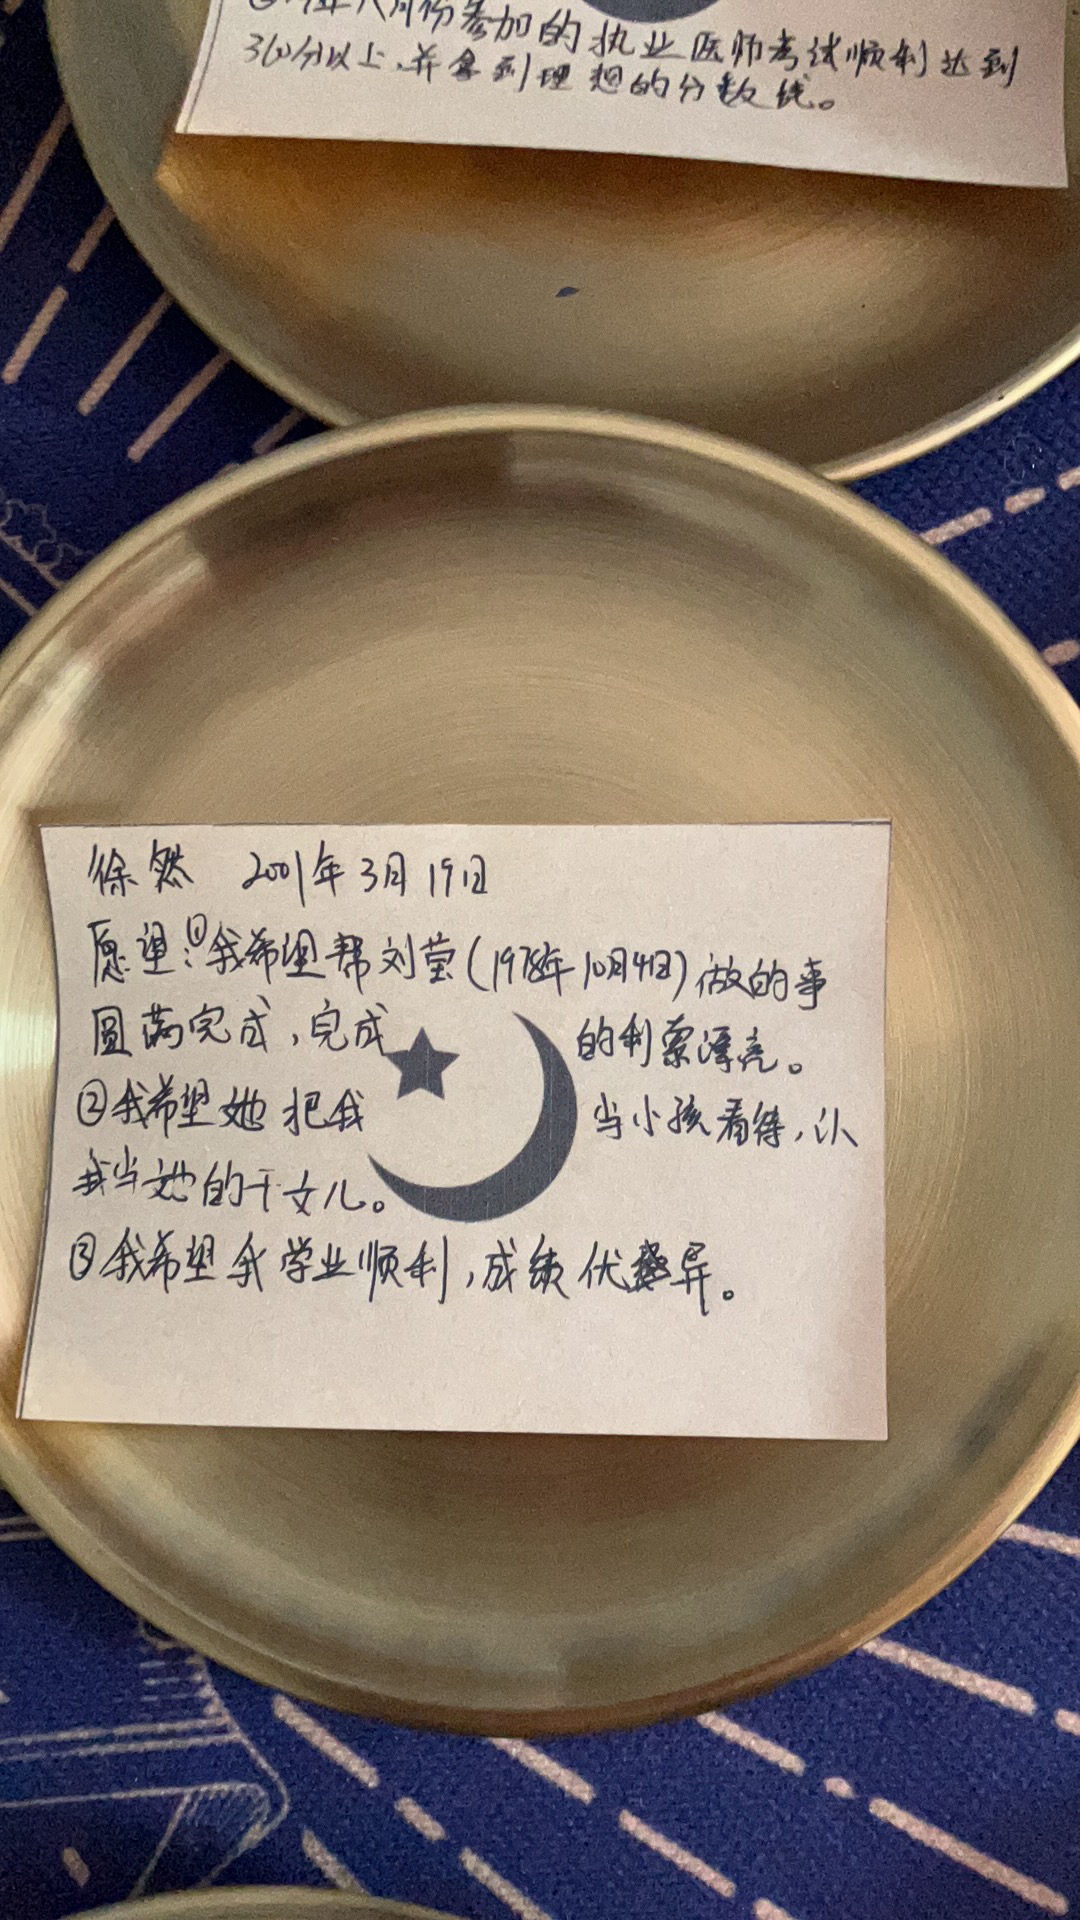 年八月份参加的执业医师考试顺利达到
360分以上,并拿到理想的分数线。
徐然 2001年3月19日
愿望:①我希望帮刘莹(1978年10月4日)做的事
圆满完成,完成的利索漂亮。
②我希望她把我当小孩看待,认
我当她的干女儿。
③我希望我学业顺利,成绩优异。